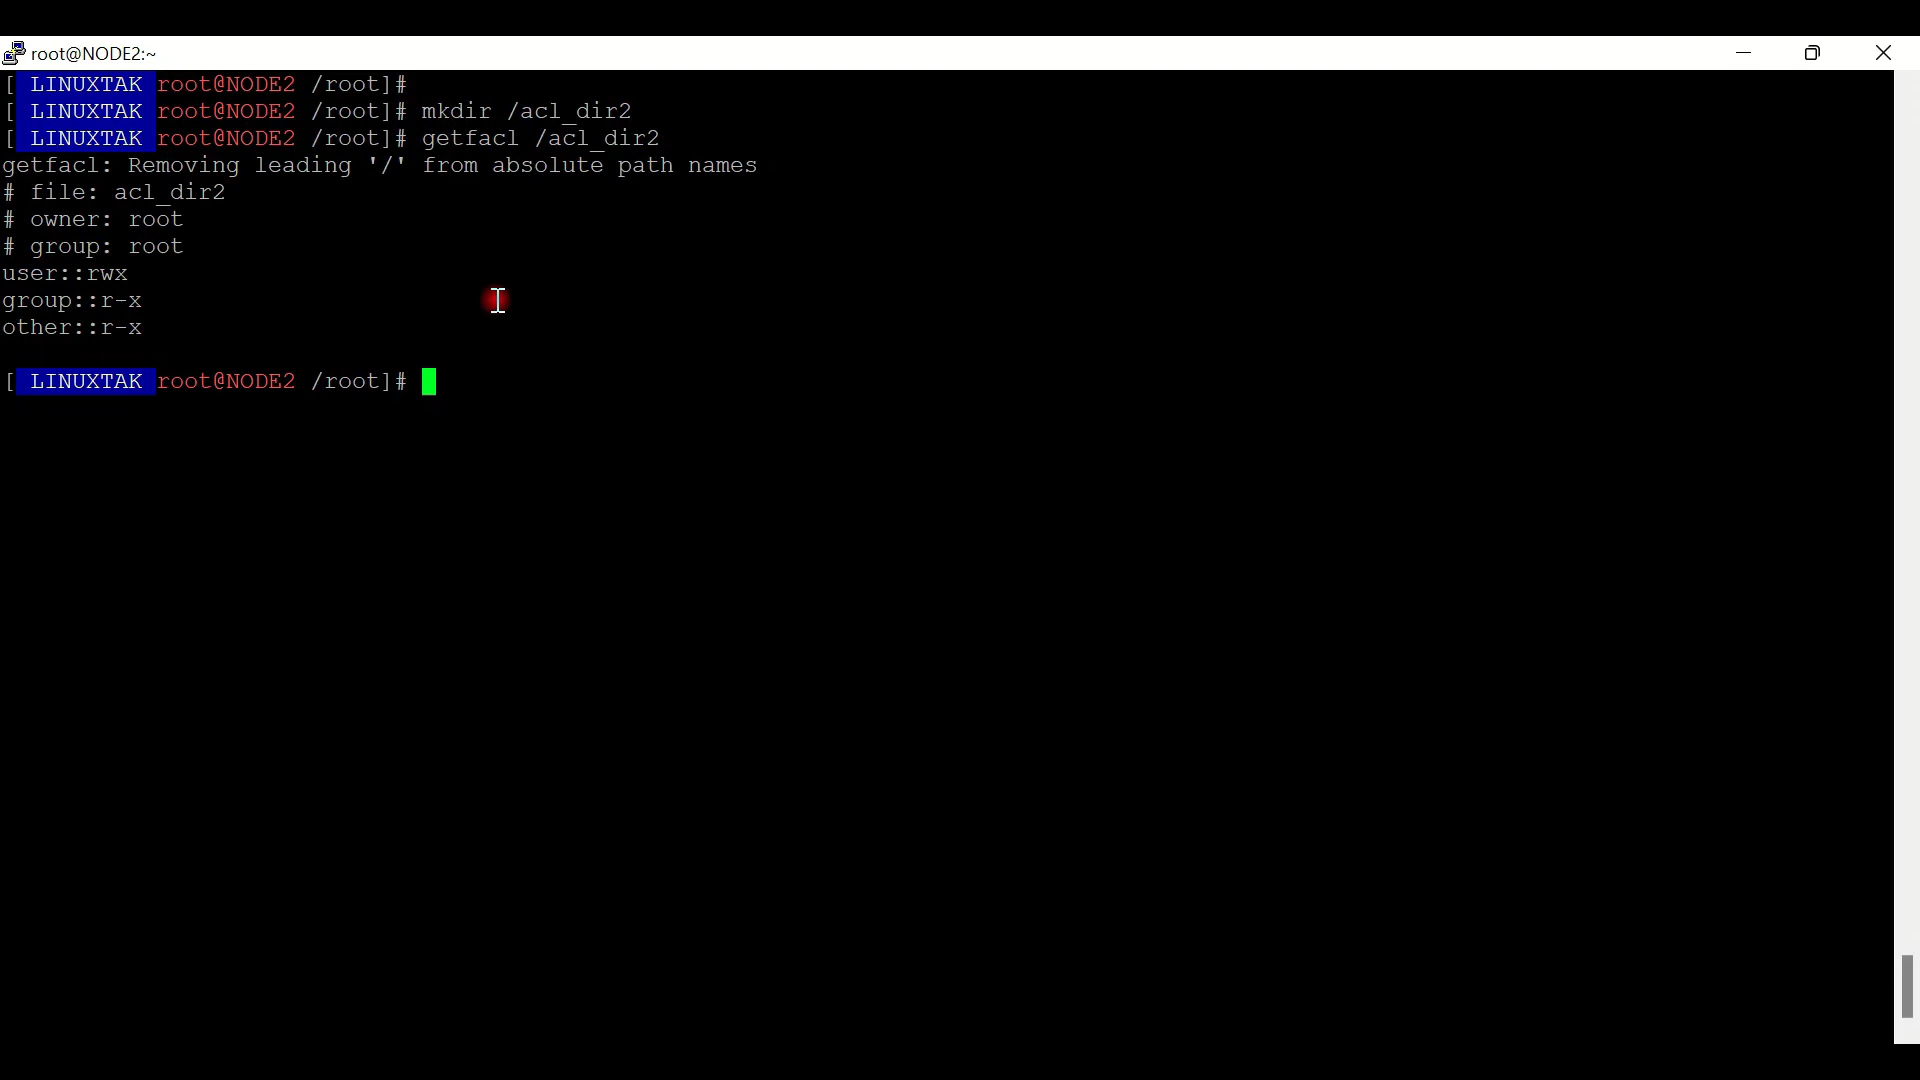 root@NODE2:~
[ LINUXTAK root@NODE2 /root]#
[ LINUXTAK root@NODE2 /root]# mkdir /acl_dir2
[ LINUXTAK root@NODE2 /root]# getfacl /acl_dir2
getfacl: Removing leading '/' from absolute path names
# file: acl_dir2
# owner: root
# group: root
user::rwx
group::r-x
other::r-x
[ LINUXTAK root@NODE2 /root]#